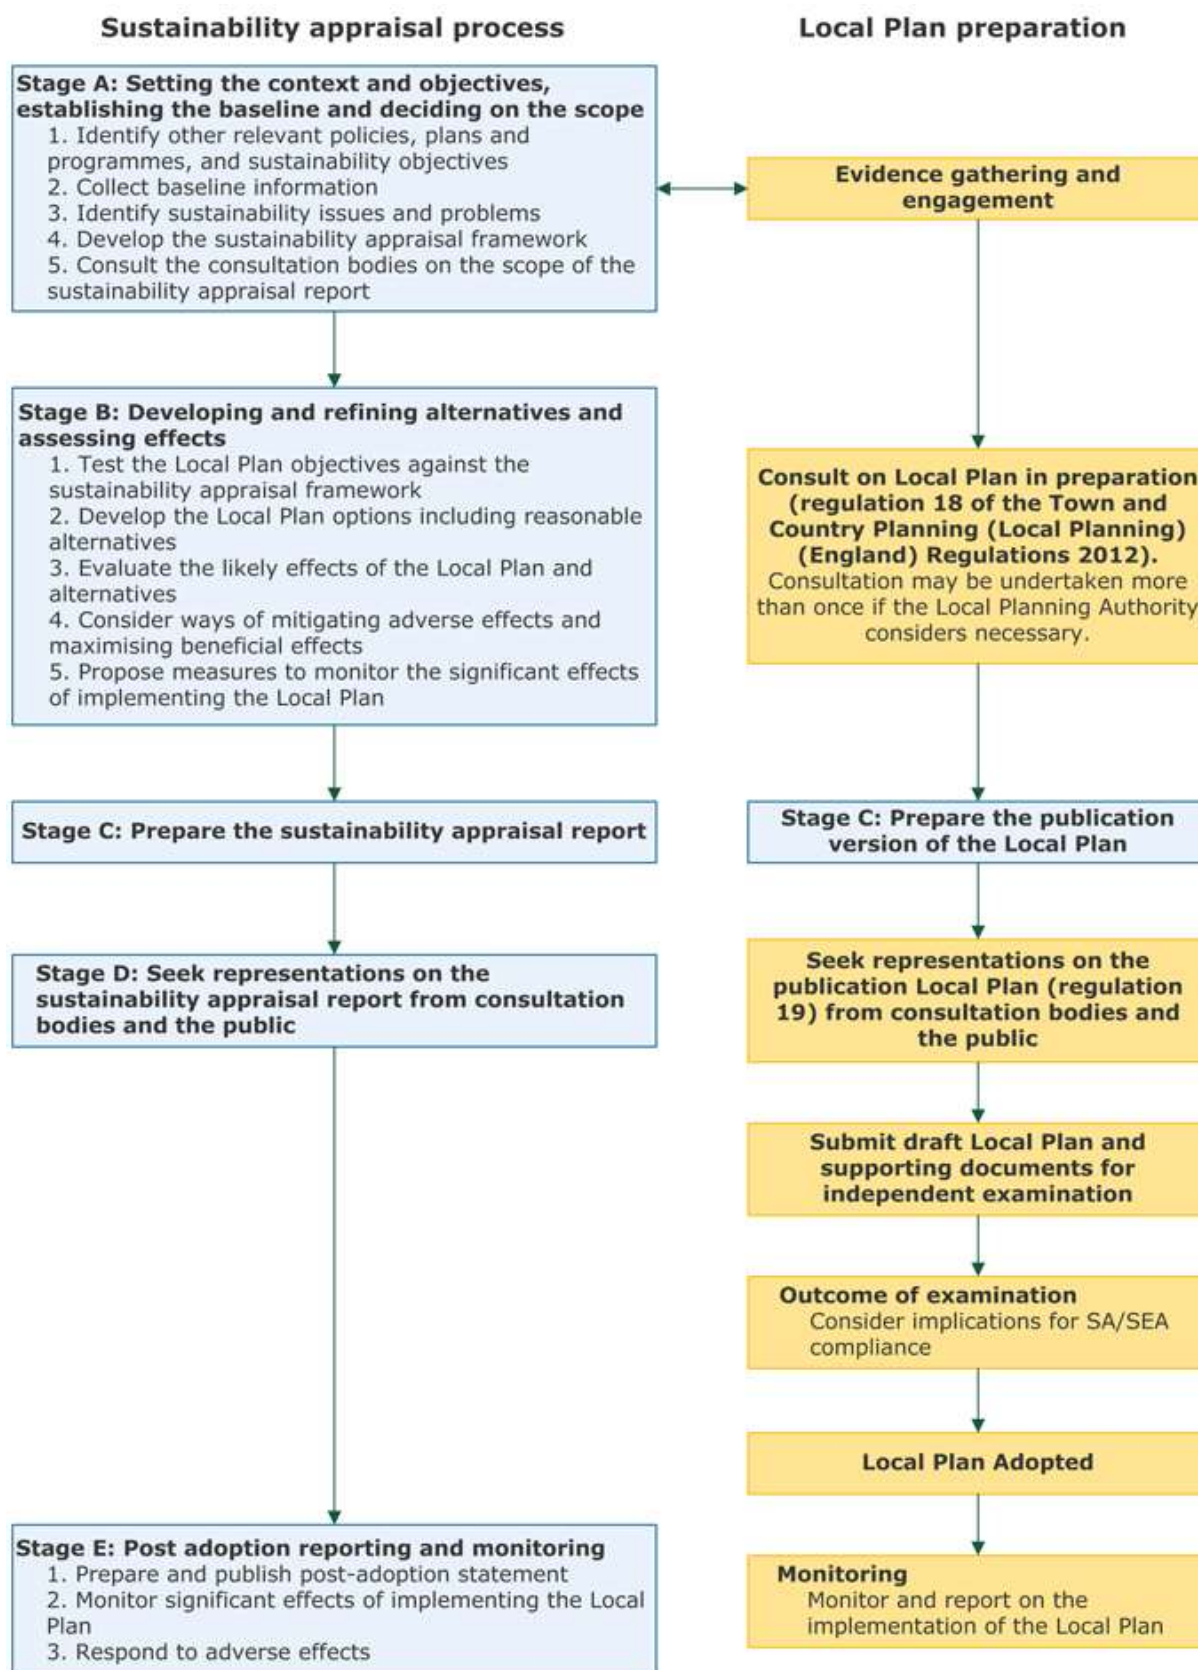 Sustainability appraisal process
Local Plan preparation
Stage A: Setting the context and objectives,
establishing the baseline and deciding on the scope
1. Identify other relevant policies, plans and
programmes, and sustainability objectives
2. Collect baseline information
3. Identify sustainability issues and problems
4. Develop the sustainability appraisal framework
5. Consult the consultation bodies on the scope of the
sustainability appraisal report
Evidence gathering and
engagement
Stage B: Developing and refining alternatives and
assessing effects
1. Test the Local Plan objectives against the
sustainability appraisal framework
2. Develop the Local Plan options including reasonable
alternatives
3. Evaluate the likely effects of the Local Plan and
alternatives
4. Consider ways of mitigating adverse effects and
maximising beneficial effects
5. Propose measures to monitor the significant effects
of implementing the Local Plan
Consult on Local Plan in preparation
(regulation 18 of the Town and
Country Planning (Local Planning)
(England) Regulations 2012).
Consultation may be undertaken more
than once if the Local Planning Authority
considers necessary.
Stage C: Prepare the sustainability appraisal report
Stage C: Prepare the publication
version of the Local Plan
Stage D: Seek representations on the
sustainability appraisal report from consultation
bodies and the public
Seek representations on the
publication Local Plan (regulation
19) from consultation bodies and
the public
Submit draft Local Plan and
supporting documents for
independent examination
Outcome of examination
Consider implications for SA/SEA
compliance
Local Plan Adopted
Stage E: Post adoption reporting and monitoring
1. Prepare and publish post-adoption statement
2. Monitor significant effects of implementing the Local
Plan
3. Respond to adverse effects
Monitoring
Monitor and report on the
implementation of the Local Plan